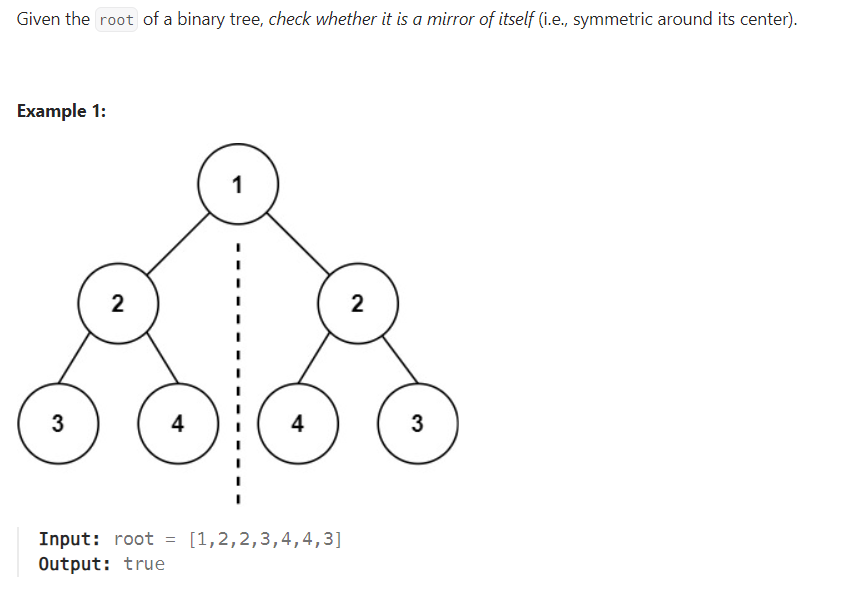 Given the root of a binary tree, check whether it is a mirror of itself (i.e., symmetric around its center).
Example 1:
1
2 2
3 4 4 3
Input: root = [1,2,2,3,4,4,3]
Output: true